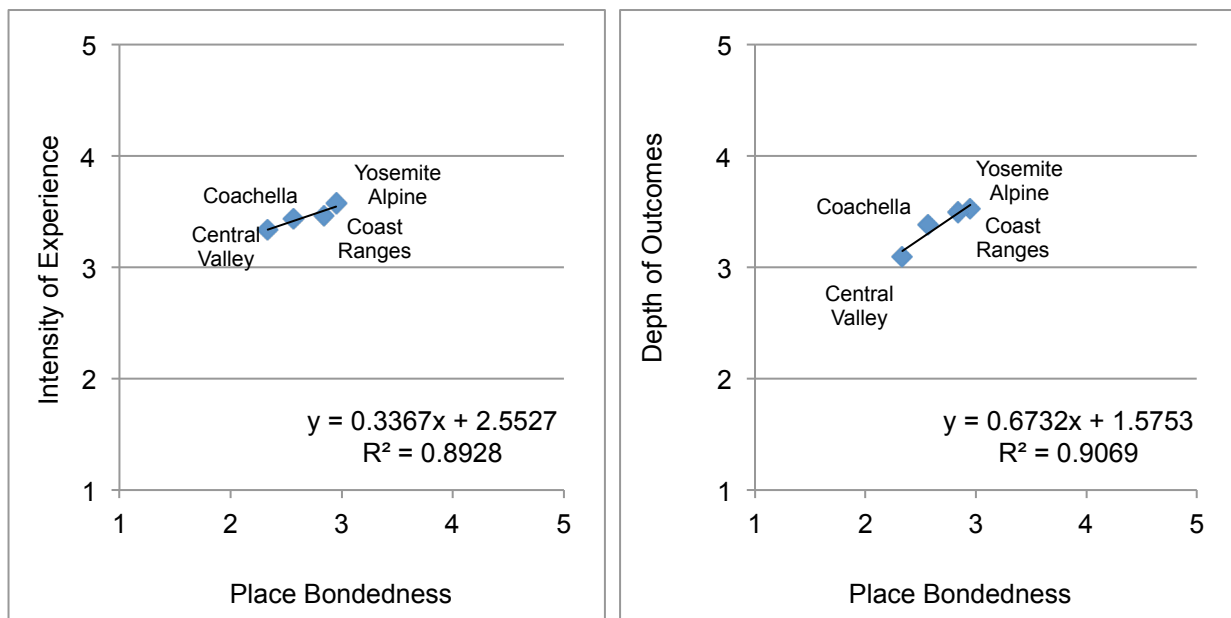 5
4
3
2
1
1 2 3 4 5
Intensity of Experience
Place Bondedness
Coachella
Yosemite
Alpine
Central
Valley
Coast
Ranges
y = 0.3367x + 2.5527
R² = 0.8928
5
4
3
2
1
1 2 3 4 5
Depth of Outcomes
Place Bondedness
Yosemite
Alpine
Coachella
Coast
Ranges
Central
Valley
y = 0.6732x + 1.5753
R² = 0.9069